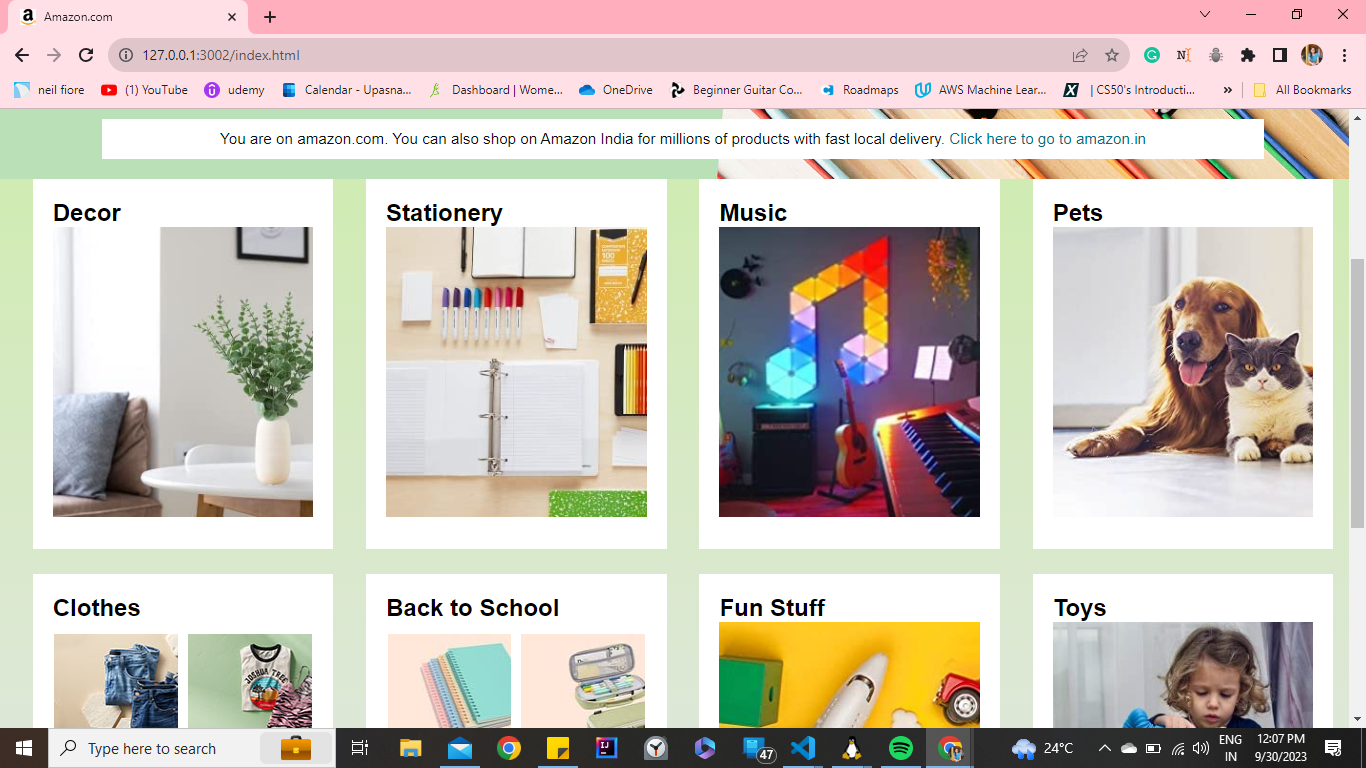 Amazon.com
127.0.0.1:3002/index.html
neil fiore
(1) YouTube
udemy
Calendar - Upasna...
Dashboard | Wome...
OneDrive
Beginner Guitar Co...
Roadmaps
AWS Machine Lear...
| CS50's Introducti...
»
All Bookmarks
You are on amazon.com. You can also shop on Amazon India for millions of products with fast local delivery. Click here to go to amazon.in
Decor
Stationery
Music
Pets
100
Clothes
Back to School
Fun Stuff
Toys
JOSHUA TREE
Type here to search
47
24°C
ENG
IN
12:07 PM
9/30/2023